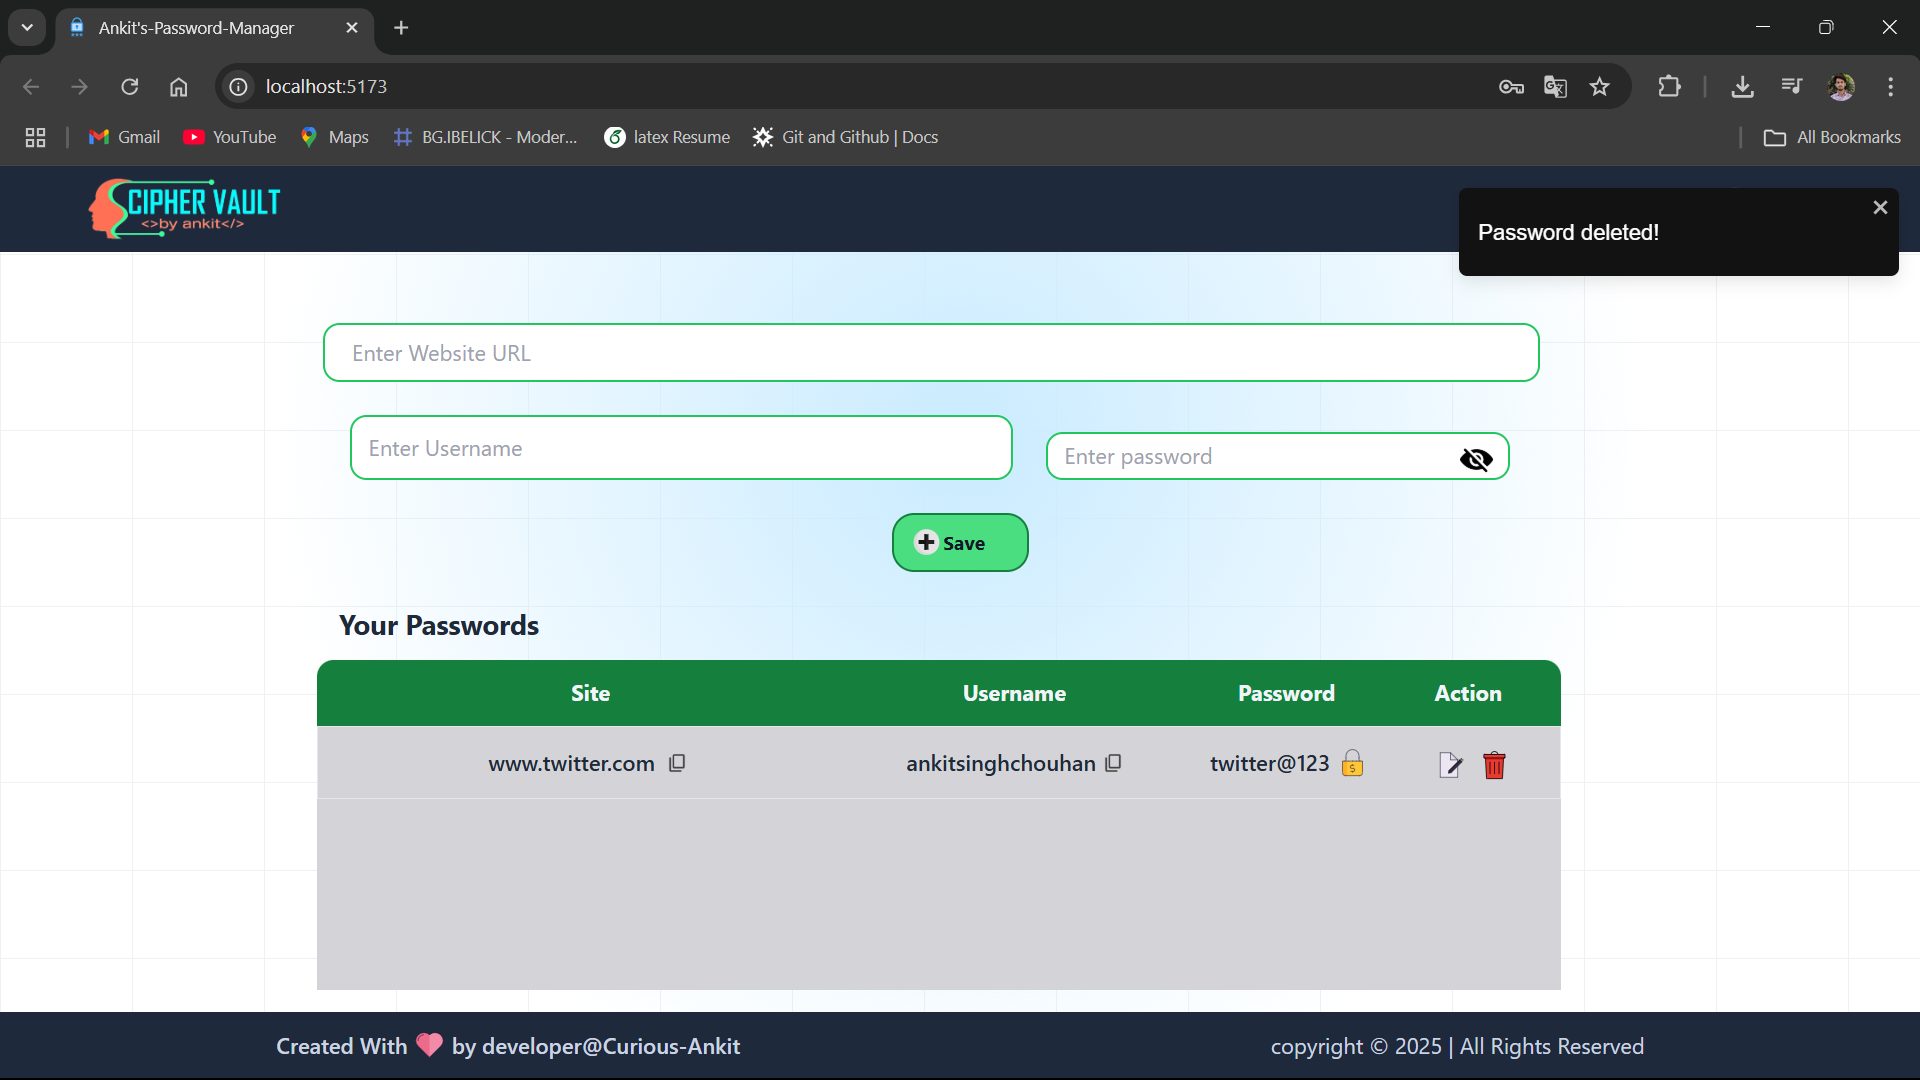 Ankit's-Password-Manager
localhost:5173
Gmail
YouTube
Maps
BG.IBELICK - Moder...
latex Resume
Git and Github | Docs
All Bookmarks
CIPHER VAULT
<>by ankit</>
Password deleted!
Enter Website URL
Enter Username
Enter password
Save
Your Passwords
Site Username Password Action
www.twitter.com ankitsinghchouhan twitter@123
Created With by developer@Curious-Ankit
copyright © 2025 | All Rights Reserved